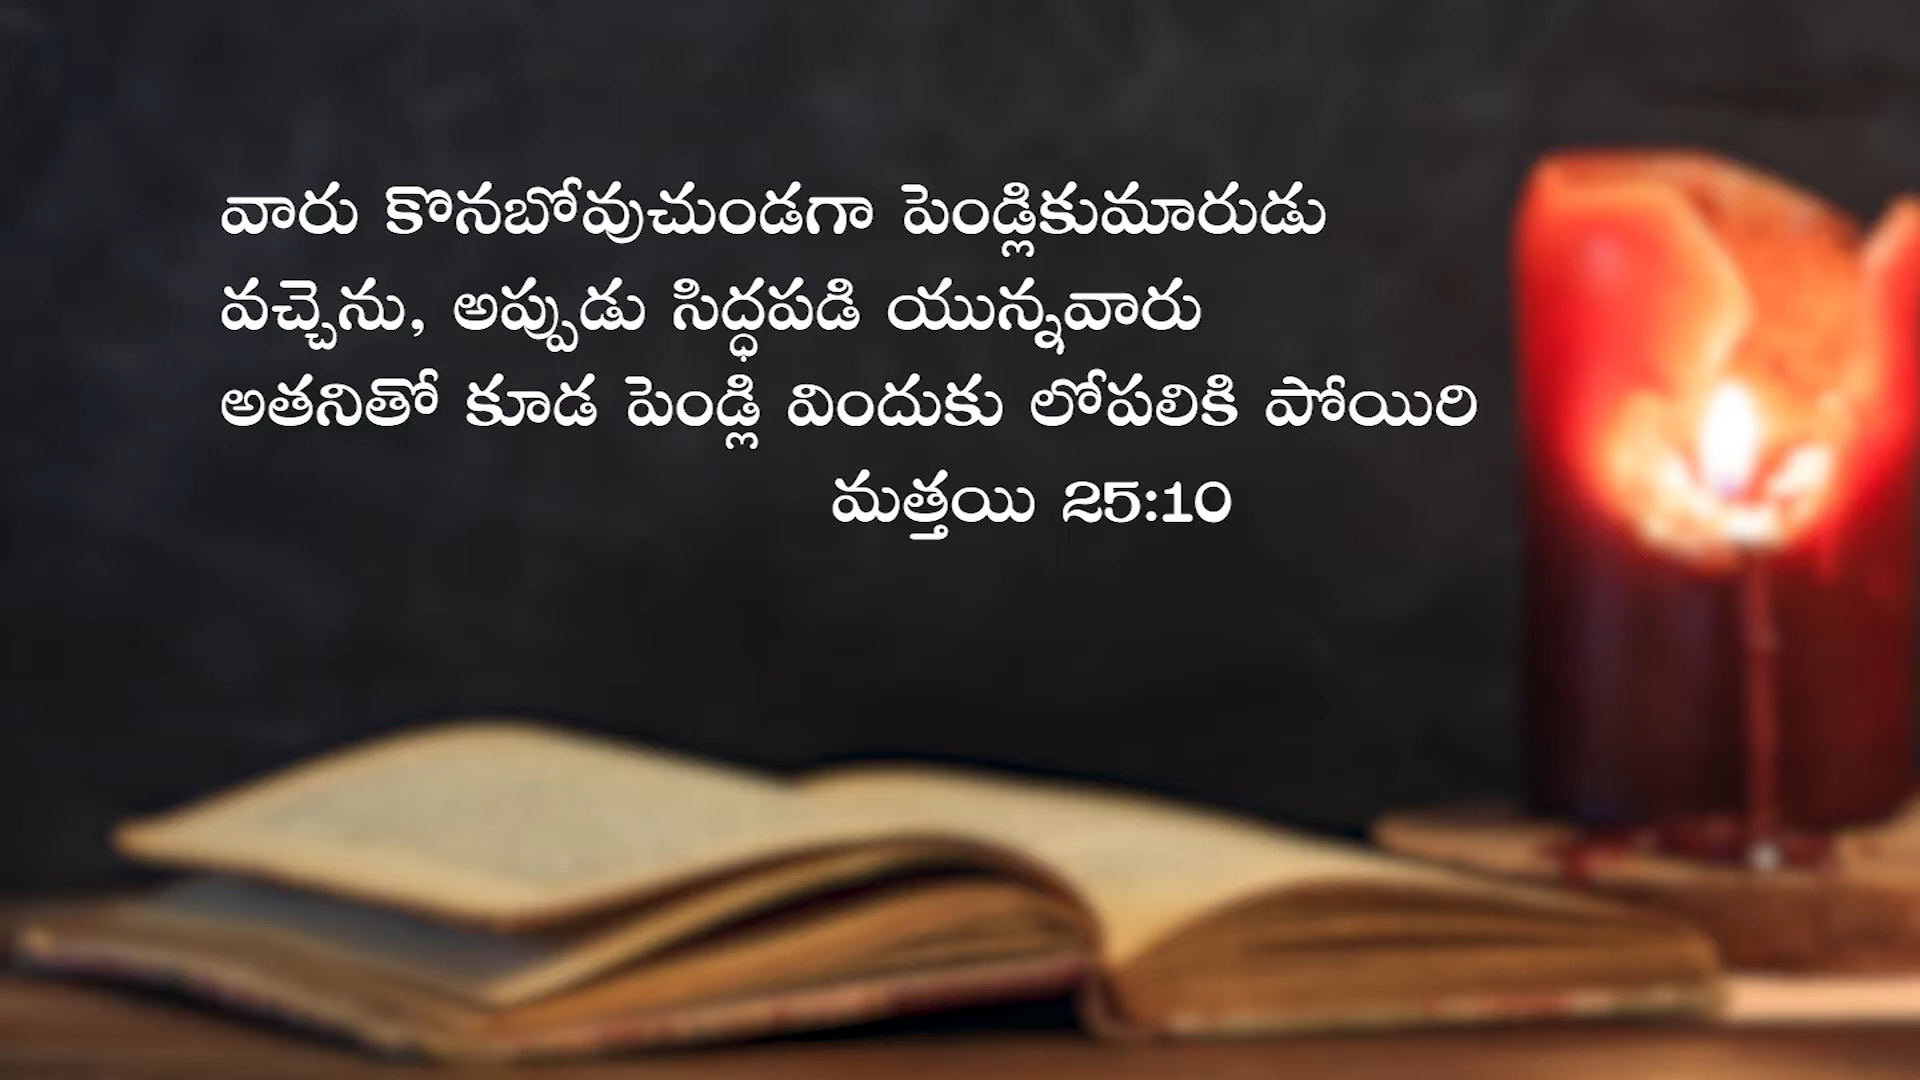 వారు కొనబోవుచుండగా పెండ్లికుమారుడు
వచ్చెను, అప్పుడు సిద్ధపడి యున్నవారు
అతనితో కూడ పెండ్లి విందుకు లోపలికి పోయిరి
మత్తయి 25:10